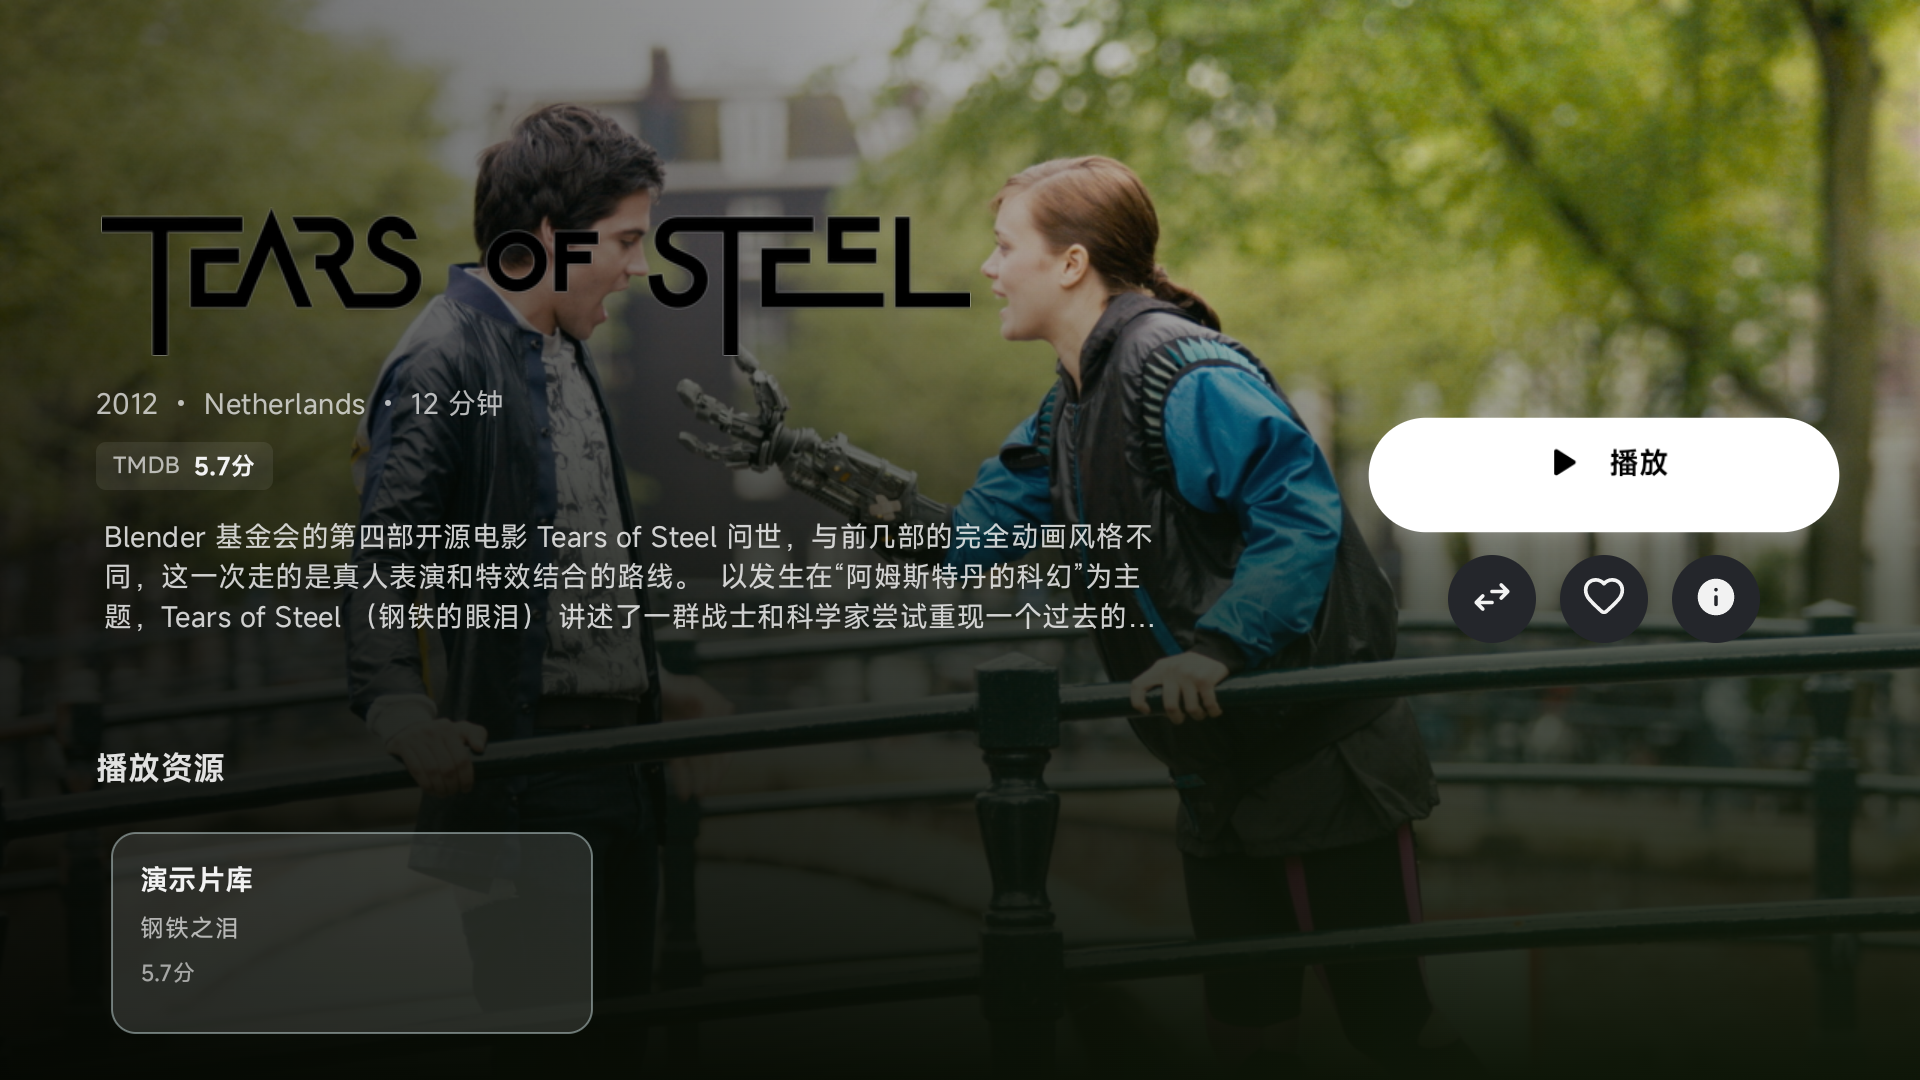 TEARS OF STEEL
2012 • Netherlands • 12 分钟
TMDB 5.7分
Blender 基金会的第四部开源电影 Tears of Steel 问世，与前几部的完全动画风格不
同，这一次走的是真人表演和特效结合的路线。 以发生在“阿姆斯特丹的科幻”为主
题，Tears of Steel （钢铁的眼泪） 讲述了一群战士和科学家尝试重现一个过去的...
播放
播放资源
演示片库
钢铁之泪
5.7分